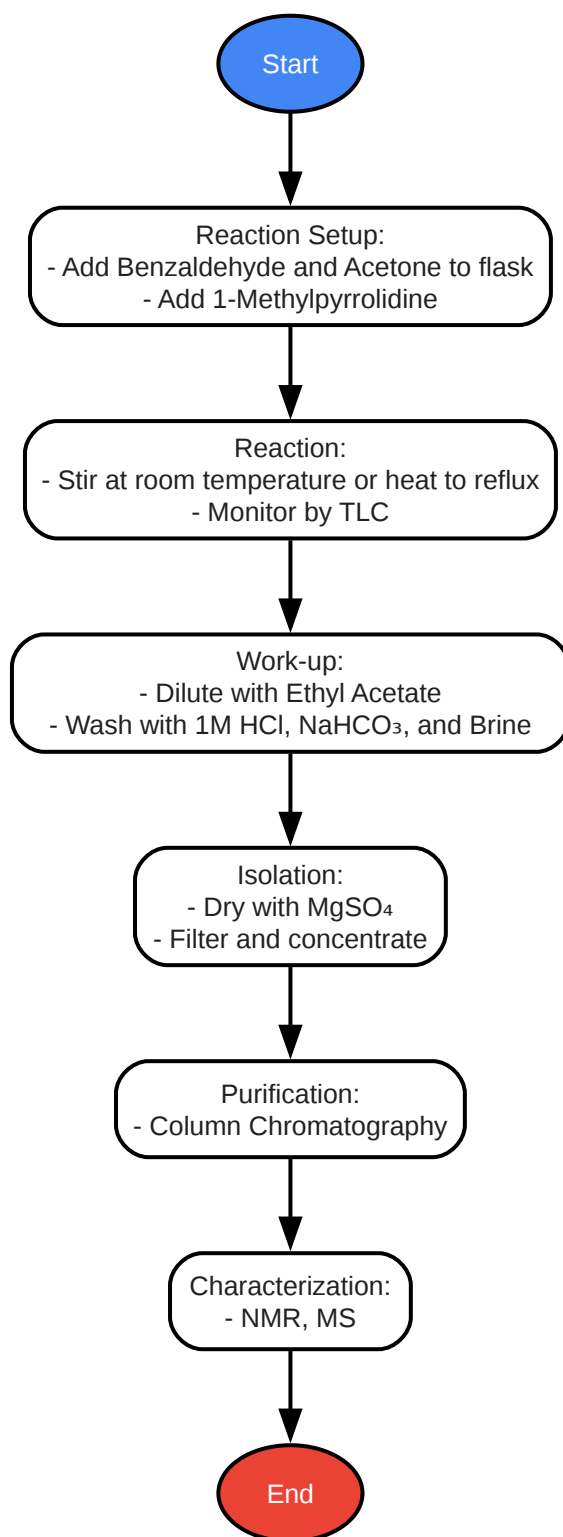 Start
Reaction Setup:
- Add Benzaldehyde and Acetone to flask
- Add 1-Methylpyrrolidine
Reaction:
- Stir at room temperature or heat to reflux
- Monitor by TLC
Work-up:
- Dilute with Ethyl Acetate
- Wash with 1M HCl, NaHCO₃, and Brine
Isolation:
- Dry with MgSO₄
- Filter and concentrate
Purification:
- Column Chromatography
Characterization:
- NMR, MS
End